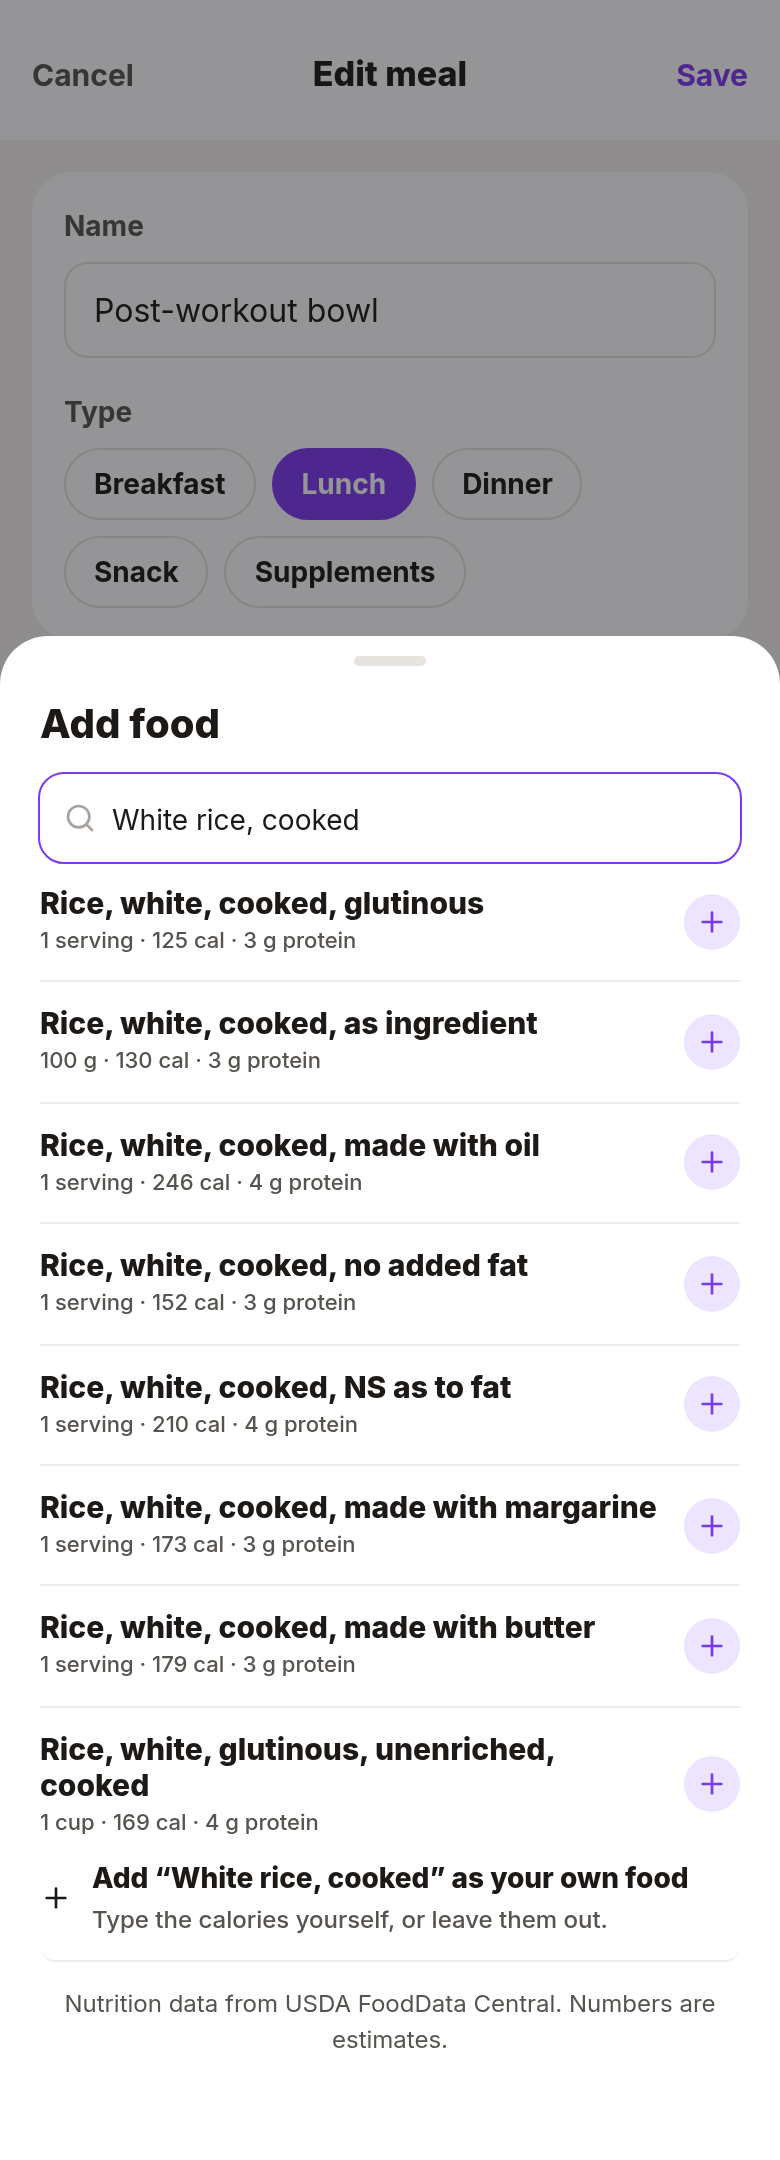 Cancel
Edit meal
Save
Name
Post-workout bowl
Type
Breakfast
Lunch
Dinner
Snack
Supplements
Add food
White rice, cooked
Rice, white, cooked, glutinous
1 serving · 125 cal · 3 g protein
Rice, white, cooked, as ingredient
100 g · 130 cal · 3 g protein
Rice, white, cooked, made with oil
1 serving · 246 cal · 4 g protein
Rice, white, cooked, no added fat
1 serving · 152 cal · 3 g protein
Rice, white, cooked, NS as to fat
1 serving · 210 cal · 4 g protein
Rice, white, cooked, made with margarine
1 serving · 173 cal · 3 g protein
Rice, white, cooked, made with butter
1 serving · 179 cal · 3 g protein
Rice, white, glutinous, unenriched,
cooked
1 cup · 169 cal · 4 g protein
Add “White rice, cooked” as your own food
Type the calories yourself, or leave them out.
Nutrition data from USDA FoodData Central. Numbers are
estimates.